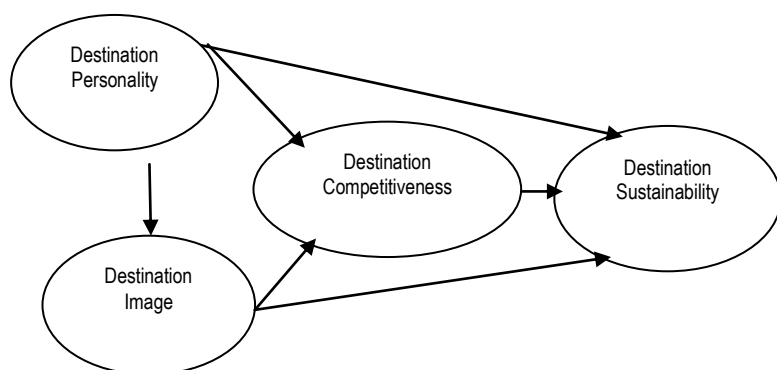 Destination
Personality
Destination
Competitiveness
Destination
Sustainability
Destination
Image